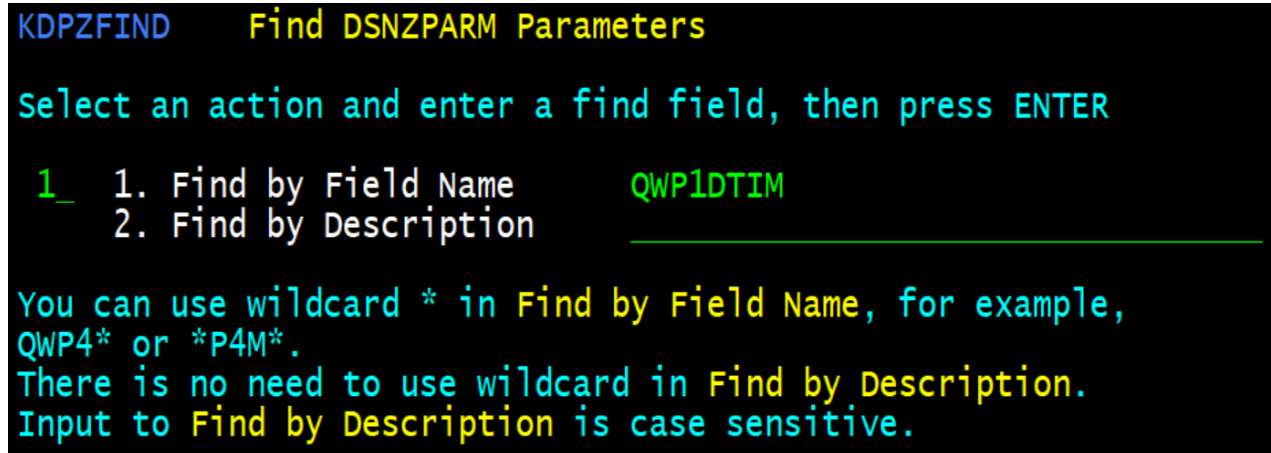 KDPZFIND    Find DSNZPARM Parameters
Select an action and enter a find field, then press ENTER
1_  1. Find by Field Name      QWP1DTIM
2. Find by Description     _________________________________
You can use wildcard * in Find by Field Name, for example,
QWP4* or *P4M*.
There is no need to use wildcard in Find by Description.
Input to Find by Description is case sensitive.